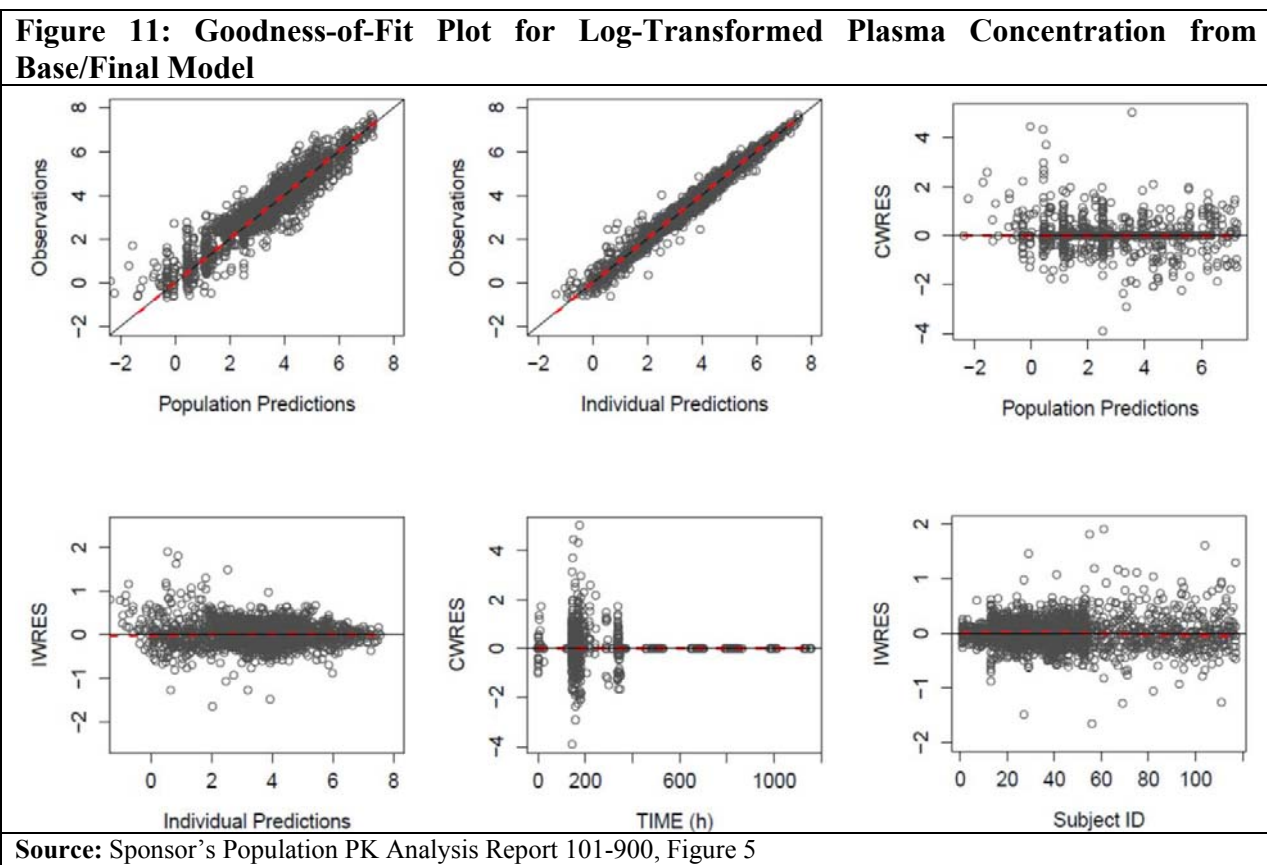 Figure 11: Goodness-of-Fit Plot for Log-Transformed Plasma Concentration from
Base/Final Model
8
6
4
2
0
−2
Observations
−2 0 2 4 6 8
Population Predictions
8
6
4
2
0
−2
Observations
−2 0 2 4 6 8
Individual Predictions
4
2
0
−2
−4
CWRES
−2 0 2 4 6
Population Predictions
2
1
0
−1
−2
IWRES
0 2 4 6 8
Individual Predictions
4
2
0
−2
−4
CWRES
0 200 600 1000
TIME (h)
2
1
0
−1
−2
IWRES
0 20 40 60 80 100
Subject ID
Source: Sponsor's Population PK Analysis Report 101-900, Figure 5